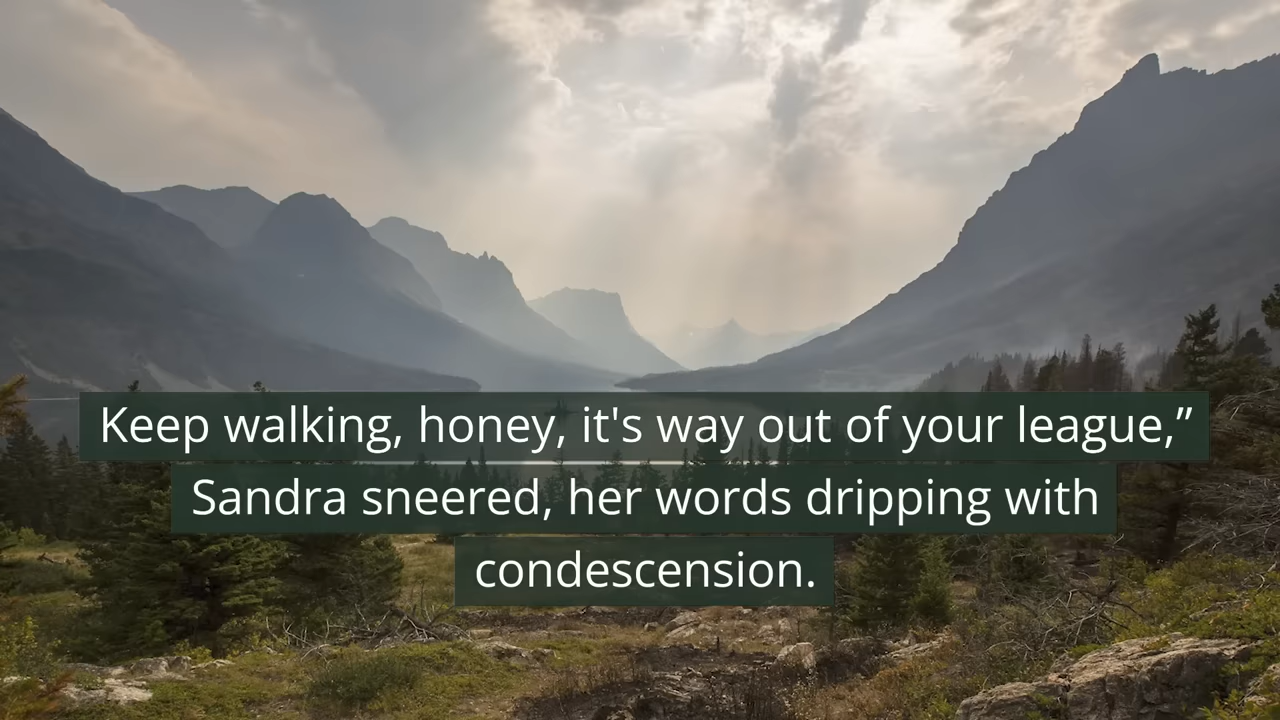 Keep walking, honey, it's way out of your league,”
Sandra sneered, her words dripping with
condescension.